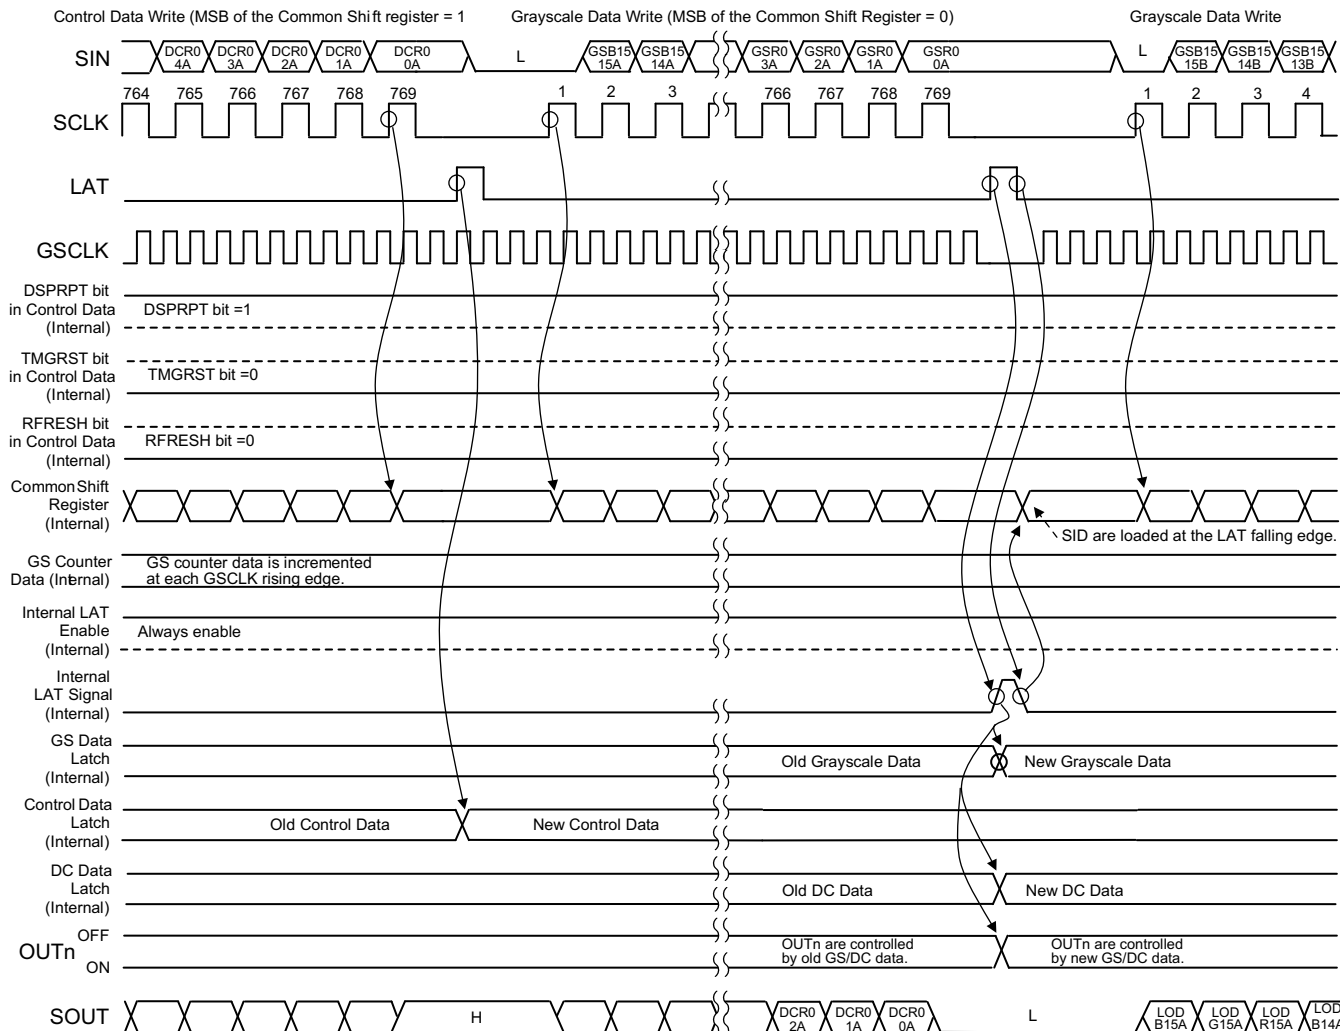 Control Data Write (MSB of the Common Shift register = 1
Grayscale Data Write (MSB of the Common Shift Register = 0)
Grayscale Data Write
SIN
DCR0 4A
DCR0 3A
DCR0 2A
DCR0 1A
DCR0 0A
L
GSB15 15A
GSB15 14A
GSR0 3A
GSR0 2A
GSR0 1A
GSR0 0A
L
GSB15 15B
GSB15 14B
GSB15 13B
SCLK
764 765 766 767 768 769 1 2 3 766 767 768 769 1 2 3 4
LAT
GSCLK
DSPRPT bit
in Control Data
(Internal)
DSPRPT bit =1
TMGRST bit
in Control Data
(Internal)
TMGRST bit =0
RFRESH bit
in Control Data
(Internal)
RFRESH bit =0
Common Shift
Register
(Internal)
SID are loaded at the LAT falling edge.
GS Counter
Data (Internal)
GS counter data is incremented
at each GSCLK rising edge.
Internal LAT
Enable
(Internal)
Always enable
Internal
LAT Signal
(Internal)
GS Data
Latch
(Internal)
Old Grayscale Data
New Grayscale Data
Control Data
Latch
(Internal)
Old Control Data
New Control Data
DC Data
Latch
(Internal)
Old DC Data
New DC Data
OUTn
OFF
ON
OUTn are controlled
by old GS/DC data.
OUTn are controlled
by new GS/DC data.
SOUT
H
DCR0 2A
DCR0 1A
DCR0 0A
L
LOD B15A
LOD G15A
LOD R15A
LOD B14A